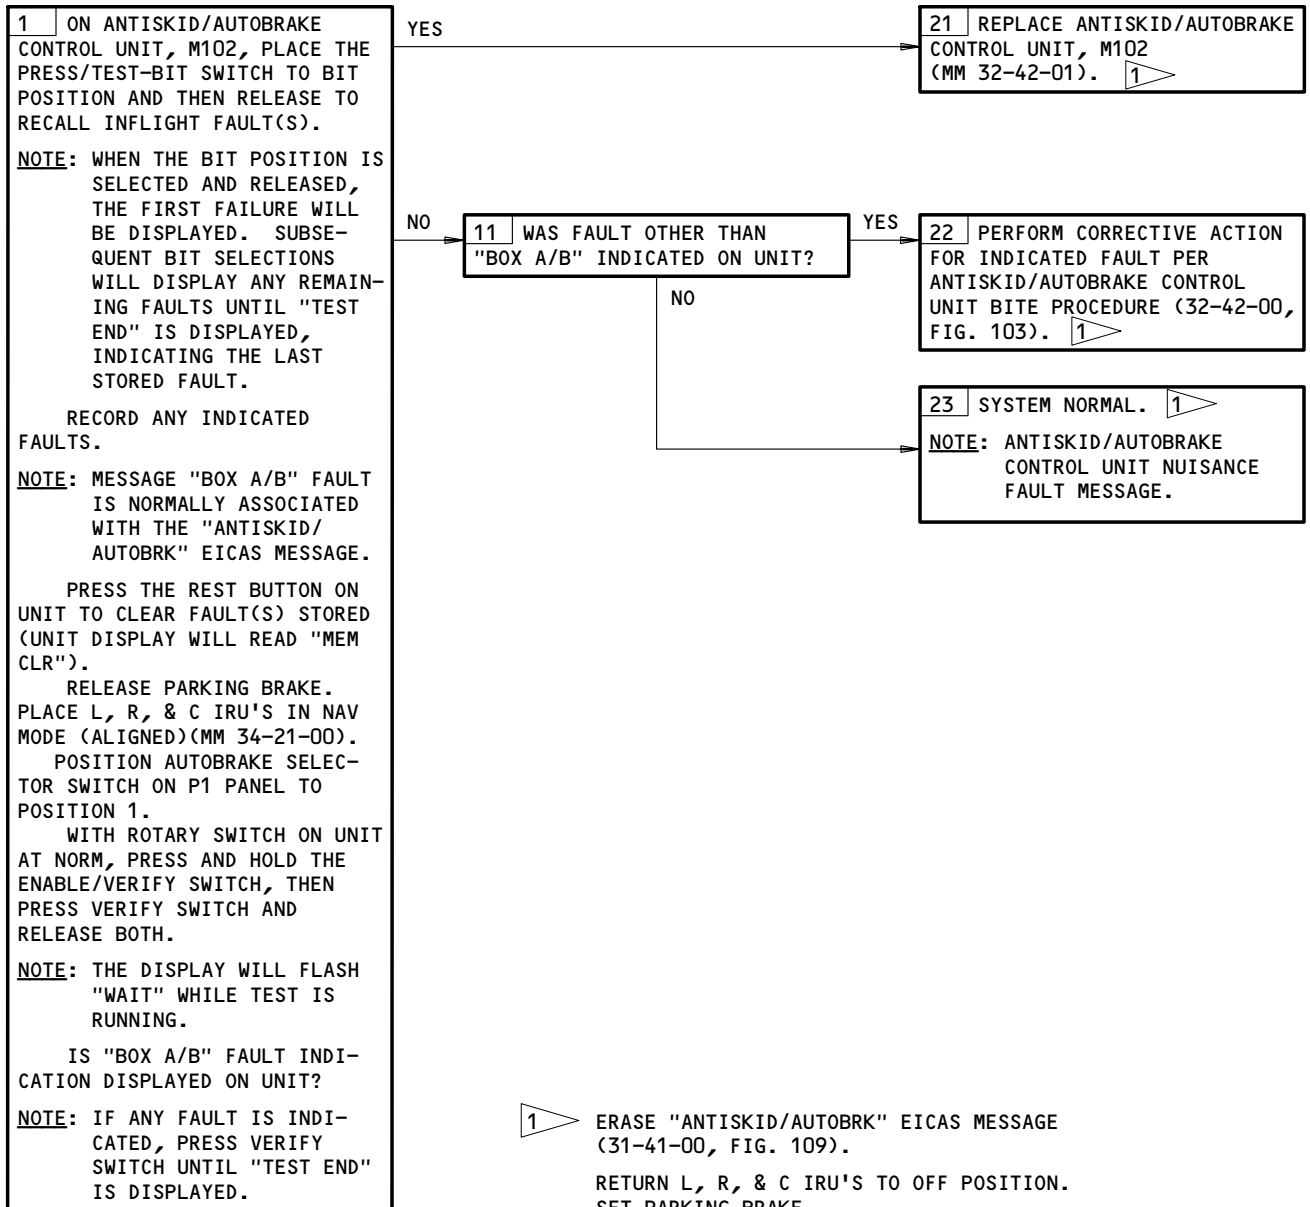 1 ON ANTISKID/AUTOBRAKE
CONTROL UNIT, M102, PLACE THE
PRESS/TEST-BIT SWITCH TO BIT
POSITION AND THEN RELEASE TO
RECALL INFLIGHT FAULT(S).
NOTE: WHEN THE BIT POSITION IS
SELECTED AND RELEASED,
THE FIRST FAILURE WILL
BE DISPLAYED. SUBSE-
QUENT BIT SELECTIONS
WILL DISPLAY ANY REMAIN-
ING FAULTS UNTIL "TEST
END" IS DISPLAYED,
INDICATING THE LAST
STORED FAULT.
RECORD ANY INDICATED
FAULTS.
NOTE: MESSAGE "BOX A/B" FAULT
IS NORMALLY ASSOCIATED
WITH THE "ANTISKID/
AUTOBRK" EICAS MESSAGE.
PRESS THE REST BUTTON ON
UNIT TO CLEAR FAULT(S) STORED
(UNIT DISPLAY WILL READ "MEM
CLR").
RELEASE PARKING BRAKE.
PLACE L, R, & C IRU'S IN NAV
MODE (ALIGNED)(MM 34-21-00).
POSITION AUTOBRAKE SELEC-
TOR SWITCH ON P1 PANEL TO
POSITION 1.
WITH ROTARY SWITCH ON UNIT
AT NORM, PRESS AND HOLD THE
ENABLE/VERIFY SWITCH, THEN
PRESS VERIFY SWITCH AND
RELEASE BOTH.
NOTE: THE DISPLAY WILL FLASH
"WAIT" WHILE TEST IS
RUNNING.
IS "BOX A/B" FAULT INDI-
CATION DISPLAYED ON UNIT?
NOTE: IF ANY FAULT IS INDI-
CATED, PRESS VERIFY
SWITCH UNTIL "TEST END"
IS DISPLAYED.
YES
21 REPLACE ANTISKID/AUTOBRAKE
CONTROL UNIT, M102
(MM 32-42-01). 1
NO
11 WAS FAULT OTHER THAN
"BOX A/B" INDICATED ON UNIT?
YES
22 PERFORM CORRECTIVE ACTION
FOR INDICATED FAULT PER
ANTISKID/AUTOBRAKE CONTROL
UNIT BITE PROCEDURE (32-42-00,
FIG. 103). 1
NO
23 SYSTEM NORMAL. 1
NOTE: ANTISKID/AUTOBRAKE
CONTROL UNIT NUISANCE
FAULT MESSAGE.
1 ERASE "ANTISKID/AUTOBRK" EICAS MESSAGE
(31-41-00, FIG. 109).
RETURN L, R, & C IRU'S TO OFF POSITION.
SET PARKING BRAKE